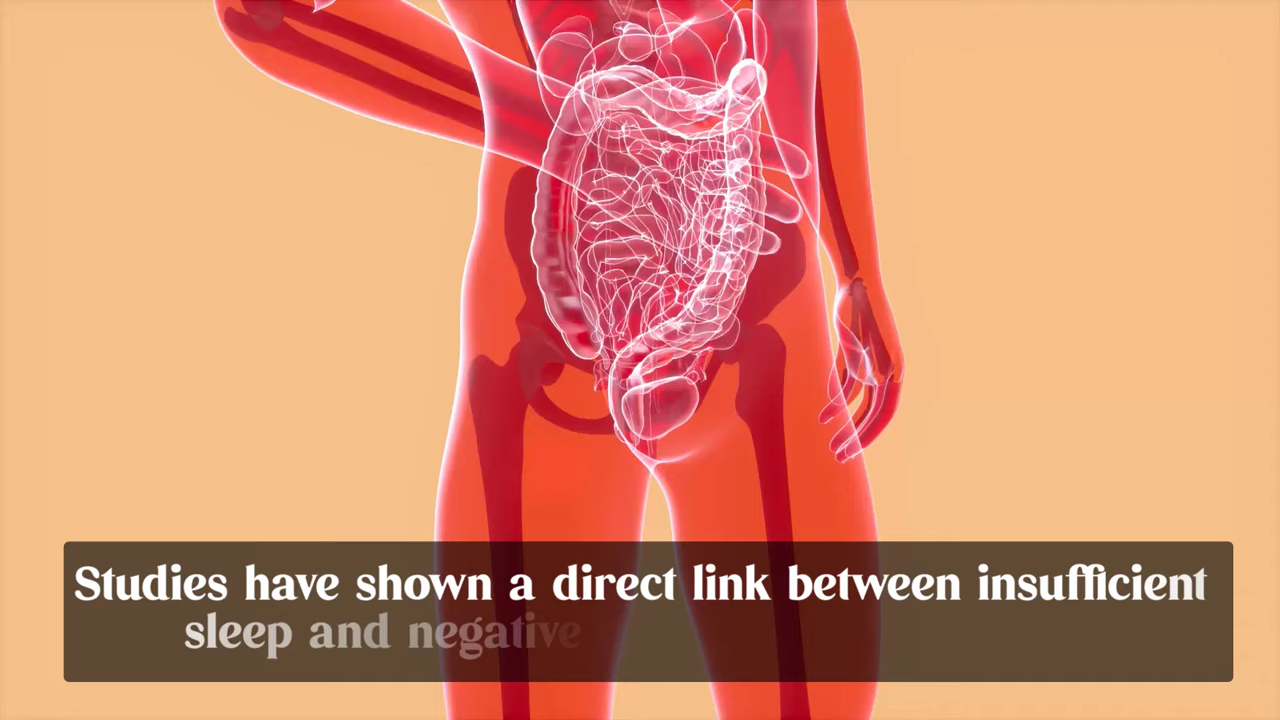 Studies have shown a direct link between insufficient
sleep and negative